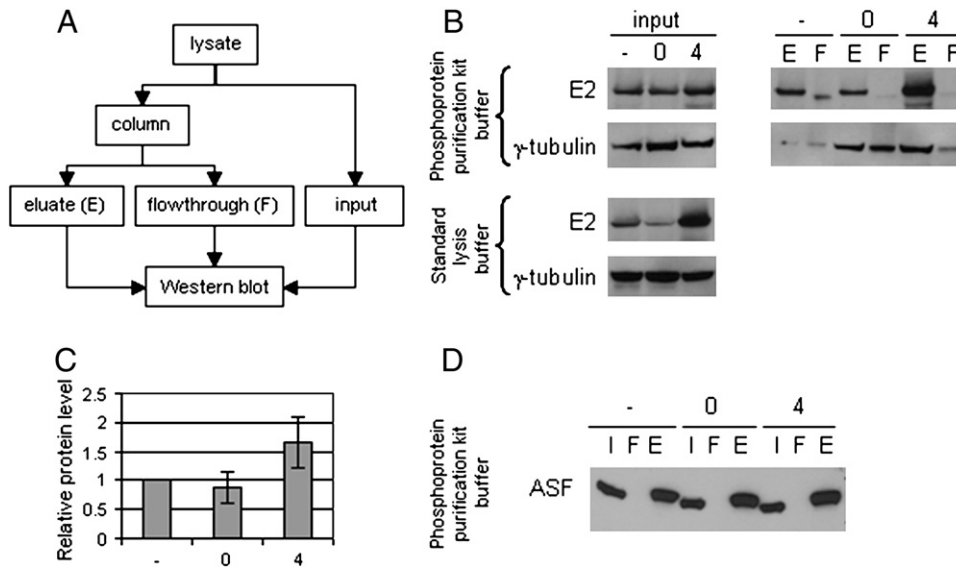 A
lysate
column
eluate (E)
flowthrough (F)
input
Western blot
B
input
- 0 4
- 0 4
E F E F E F
Phosphoprotein
purification kit
buffer
E2
γ-tubulin
Standard
lysis
buffer
E2
γ-tubulin
C
Relative protein level
2.5
2
1.5
1
0.5
0
- 0 4
D
- 0 4
I F E I F E I F E
Phosphoprotein
purification kit
buffer
ASF